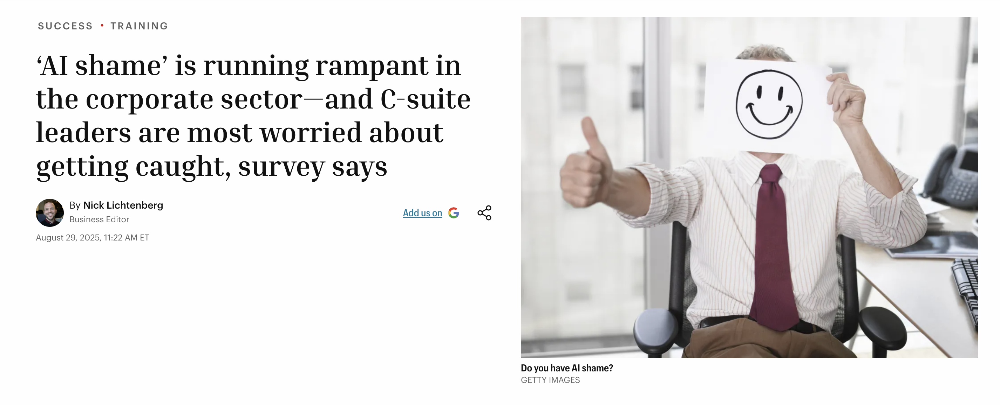 SUCCESS • TRAINING
‘AI shame’ is running rampant in
the corporate sector—and C-suite
leaders are most worried about
getting caught, survey says
By Nick Lichtenberg
Business Editor
Add us on
August 29, 2025, 11:22 AM ET
Do you have AI shame?
GETTY IMAGES